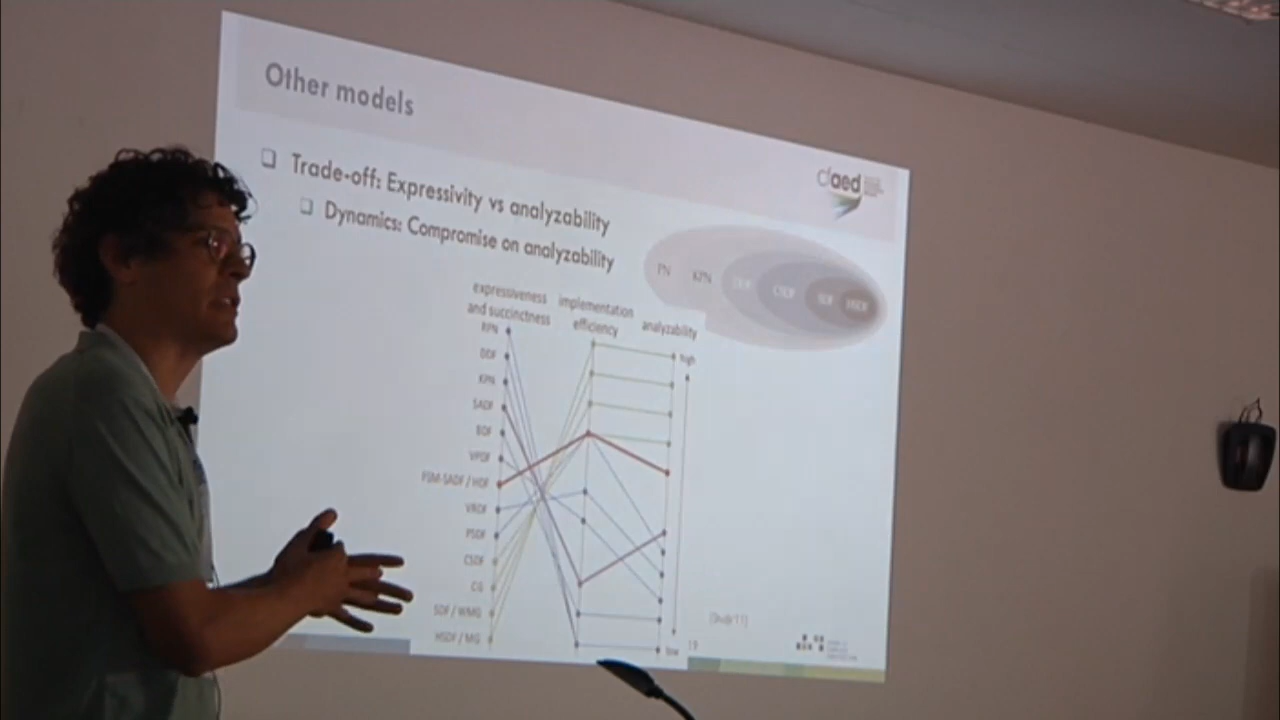 Other models
cfaed
❑ Trade-off: Expressivity vs analyzability
❑ Dynamics: Compromise on analyzability
PN KPN DDF CSDF SDF HSDF
expressiveness and succinctness
implementation efficiency
analyzability
RPN
DDF
KPN
SADF
BDF
VPDF
FSM-SADF / HDF
VRDF
PSDF
CSDF
CG
SDF / WMG
HSDF / MG
high
low
[Stuijk'11]
19